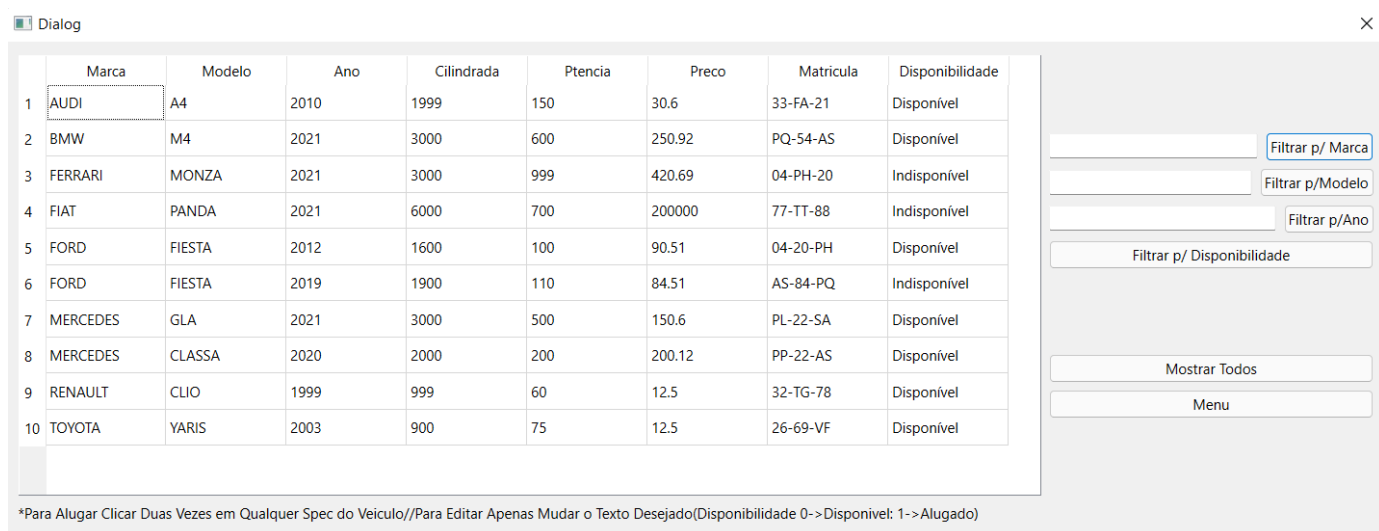 Dialog
Marca Modelo Ano Cilindrada Ptencia Preco Matricula Disponibilidade
1 AUDI A4 2010 1999 150 30.6 33-FA-21 Disponível
2 BMW M4 2021 3000 600 250.92 PQ-54-AS Disponível
3 FERRARI MONZA 2021 3000 999 420.69 04-PH-20 Indisponível
4 FIAT PANDA 2021 6000 700 200000 77-TT-88 Indisponível
5 FORD FIESTA 2012 1600 100 90.51 04-20-PH Disponível
6 FORD FIESTA 2019 1900 110 84.51 AS-84-PQ Indisponível
7 MERCEDES GLA 2021 3000 500 150.6 PL-22-SA Disponível
8 MERCEDES CLASSA 2020 2000 200 200.12 PP-22-AS Disponível
9 RENAULT CLIO 1999 999 60 12.5 32-TG-78 Disponível
10 TOYOTA YARIS 2003 900 75 12.5 26-69-VF Disponível
Filtrar p/ Marca
Filtrar p/Modelo
Filtrar p/Ano
Filtrar p/ Disponibilidade
Mostrar Todos
Menu
*Para Alugar Clicar Duas Vezes em Qualquer Spec do Veiculo//Para Editar Apenas Mudar o Texto Desejado(Disponibilidade 0->Disponivel: 1->Alugado)